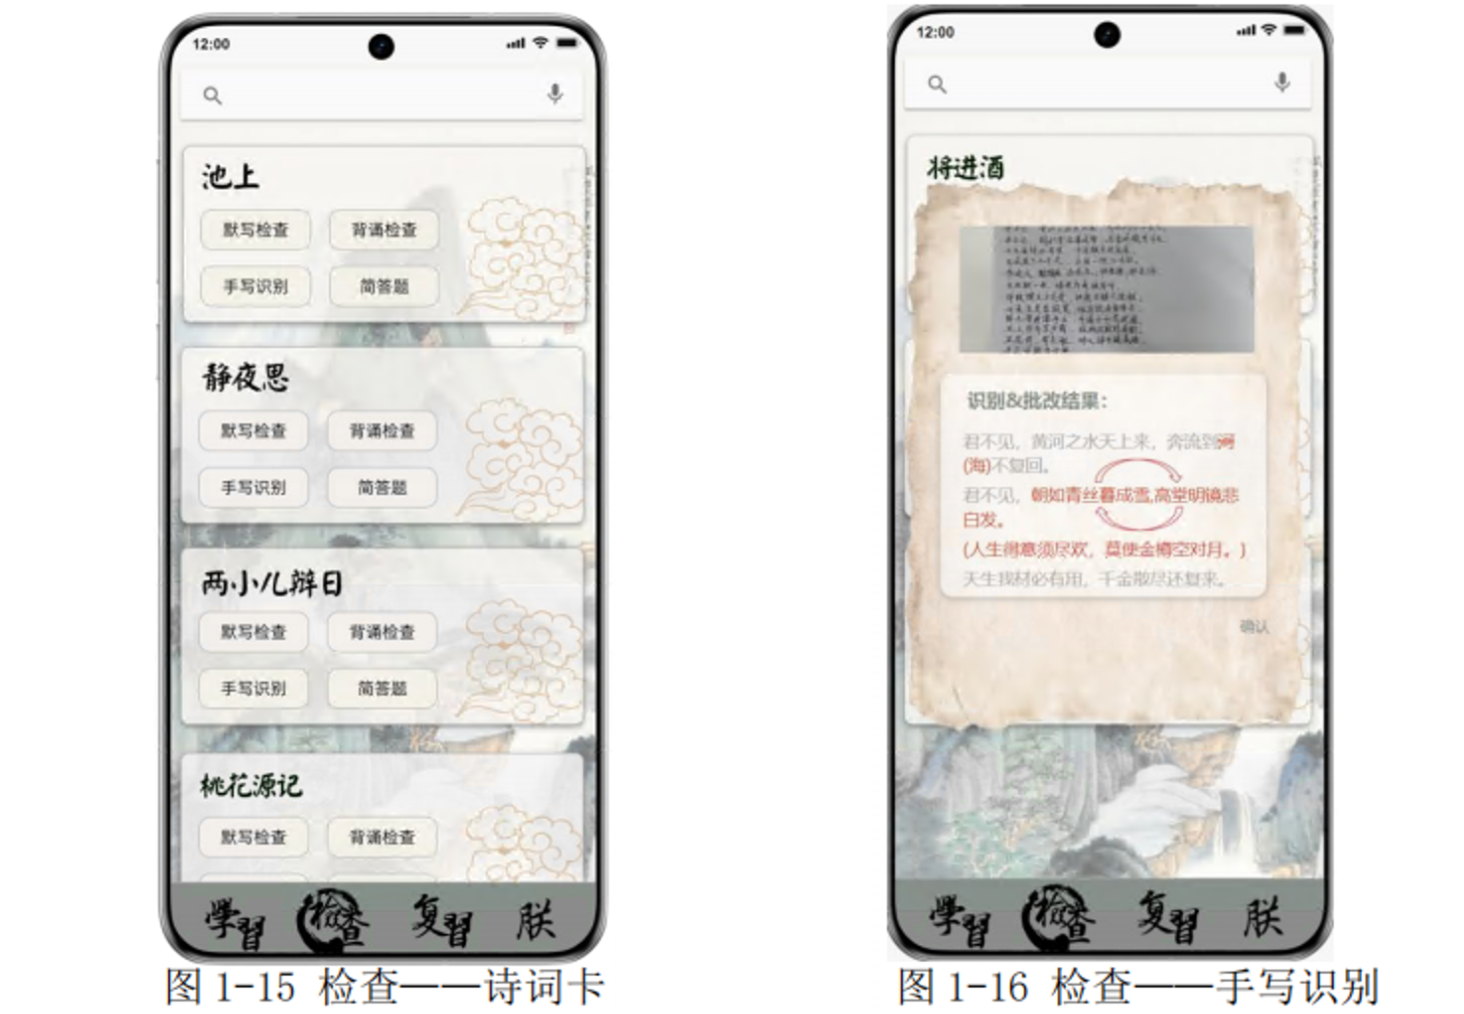 12:00
池上
默写检查
背诵检查
手写识别
简答题
静夜思
默写检查
背诵检查
手写识别
简答题
两小儿辩日
默写检查
背诵检查
手写识别
简答题
桃花源记
默写检查
背诵检查
学習
检查
复習
朕
图 1-15 检查——诗词卡
12:00
将进酒
识别&批改结果：
君不见，黄河之水天上来，奔流到河
(海)不复回。
君不见，朝如青丝暮成雪,高堂明镜悲
白发。
(人生得意须尽欢，莫使金樽空对月。)
天生我材必有用，千金散尽还复来。
确认
学習
检查
复習
朕
图 1-16 检查——手写识别